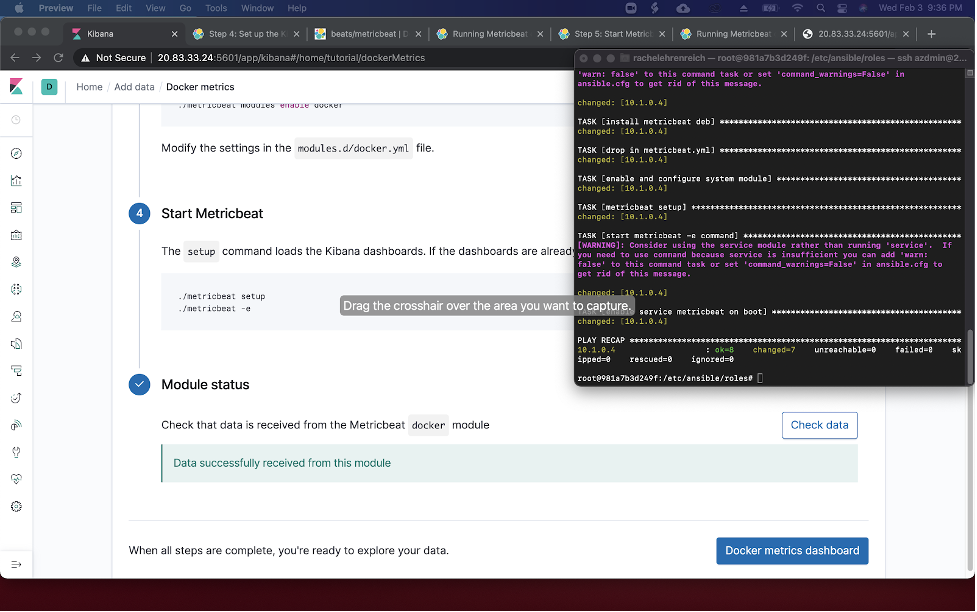 Preview File Edit View Go Tools Window Help Wed Feb 3 9:36 PM
Kibana
Step 4: Set up the K
beats/metricbeat | D
Running Metricbeat
Step 5: Start Metricb
Running Metricbeat
20.83.33.24:5601/ap
Not Secure 20.83.33.24:5601/app/kibana#/home/tutorial/dockerMetrics
D Home / Add data / Docker metrics
./metricbeat modules enable docker
Modify the settings in the modules.d/docker.yml file.
4 Start Metricbeat
The setup command loads the Kibana dashboards. If the dashboards are already
./metricbeat setup
./metricbeat -e
Drag the crosshair over the area you want to capture.
Module status
Check that data is received from the Metricbeat docker module
Check data
Data successfully received from this module
When all steps are complete, you're ready to explore your data.
Docker metrics dashboard
rachelehrenreich — root@981a7b3d249f: /etc/ansible/roles — ssh azdmin@2...
'warn: false' to this command task or set 'command_warnings=False' in
ansible.cfg to get rid of this message.
changed: [10.1.0.4]
TASK [install metricbeat deb] **************************************************
changed: [10.1.0.4]
TASK [drop in metricbeat.yml] **************************************************
changed: [10.1.0.4]
TASK [enable and configure system module] **************************************
changed: [10.1.0.4]
TASK [metricbeat setup] ********************************************************
changed: [10.1.0.4]
TASK [start metricbeat -e command] *********************************************
[WARNING]: Consider using the service module rather than running 'service'. If
you need to use command because service is insufficient you can add 'warn:
false' to this command task or set 'command_warnings=False' in ansible.cfg to
get rid of this message.
changed: [10.1.0.4]
service metricbeat on boot] ****************************************
changed: [10.1.0.4]
PLAY RECAP *********************************************************************
10.1.0.4 : ok=8 changed=7 unreachable=0 failed=0 sk
ipped=0 rescued=0 ignored=0
root@981a7b3d249f:/etc/ansible/roles#